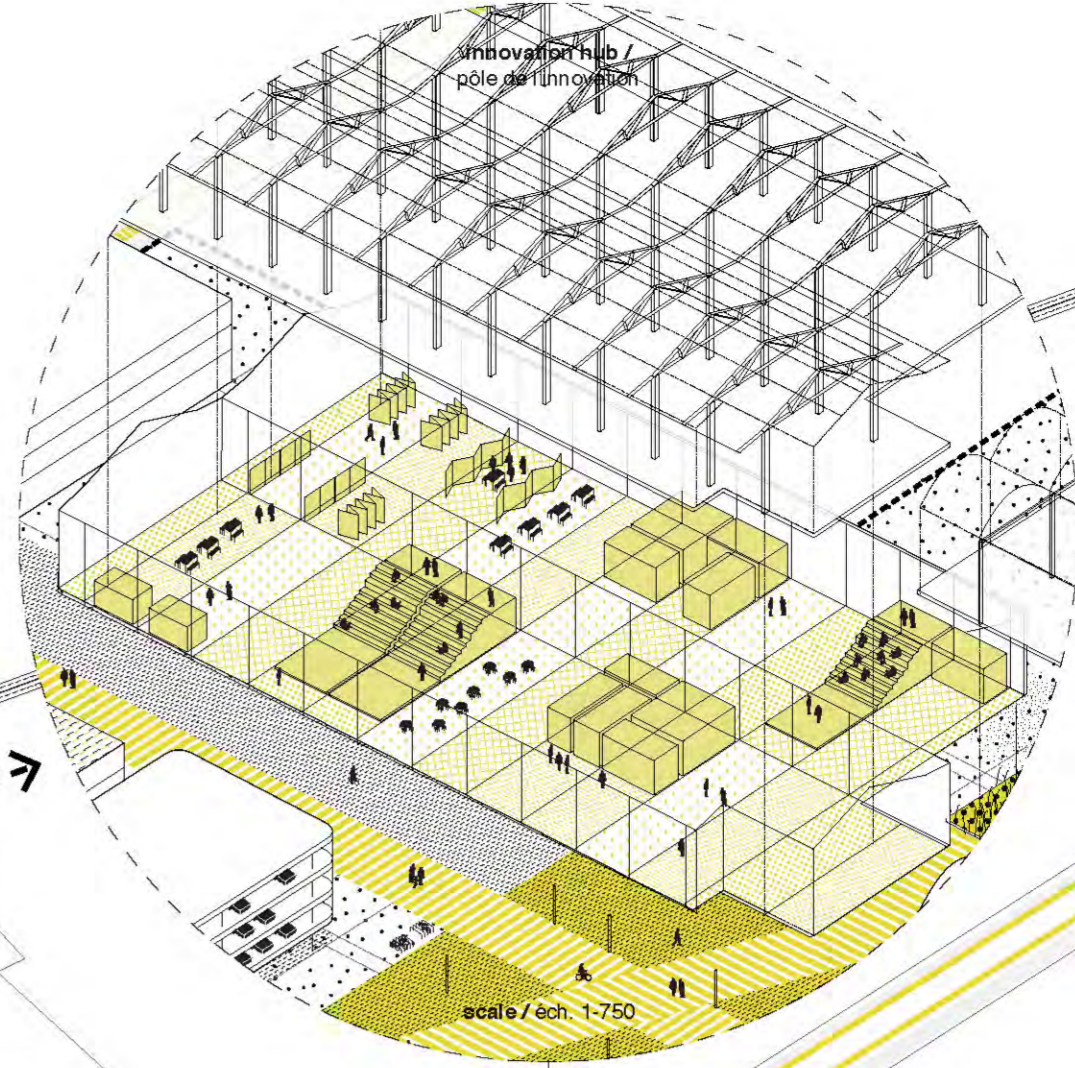 innovation hub /
pôle de l'innovation
scale / éch. 1-750